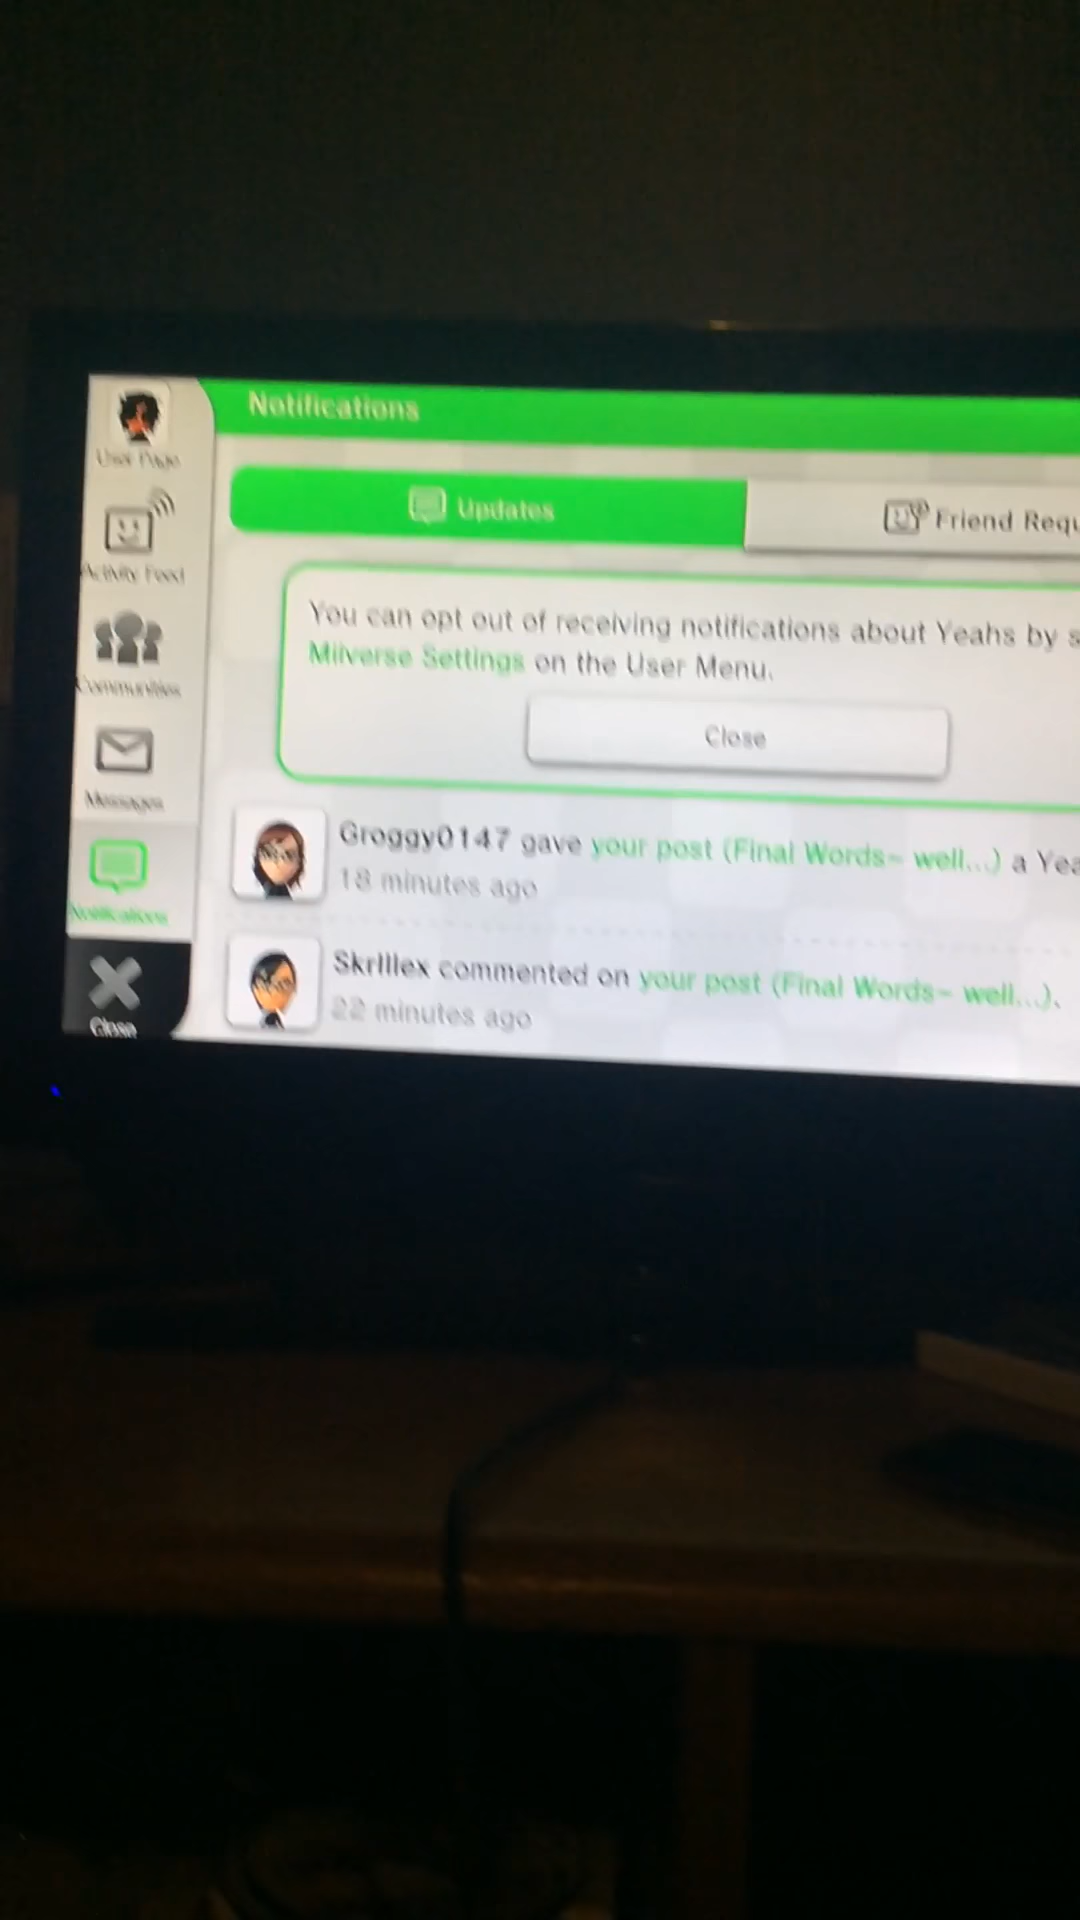 Notifications
User Page
Updates
Friend Requ
Activity Feed
You can opt out of receiving notifications about Yeahs by s
Miiverse Settings on the User Menu.
Communities
Close
Messages
Groggy0147 gave your post (Final Words- well...) a Yea
18 minutes ago
Notifications
Skrlllex commented on your post (Final Words- well...).
22 minutes ago
Close